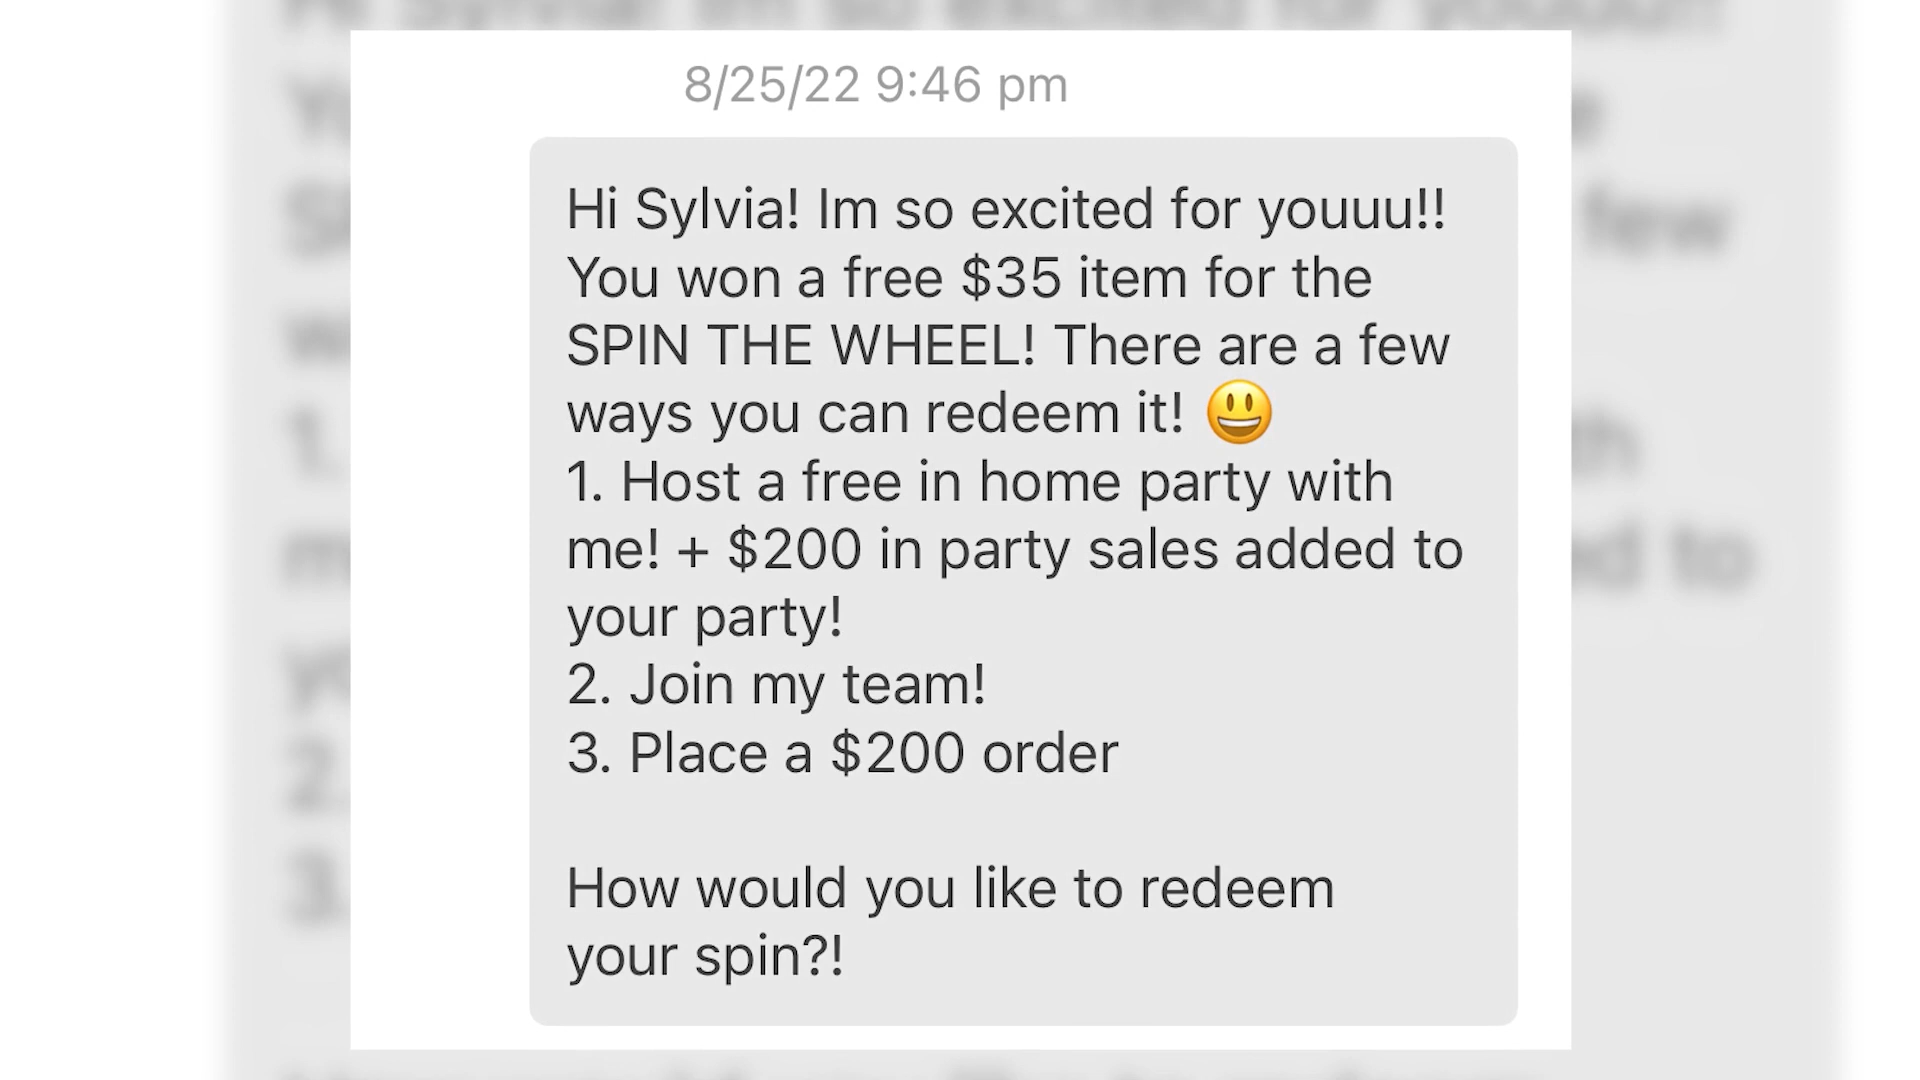 8/25/22 9:46 pm
Hi Sylvia! Im so excited for youuu!!
You won a free $35 item for the
SPIN THE WHEEL! There are a few
ways you can redeem it! 😃
1. Host a free in home party with
me! + $200 in party sales added to
your party!
2. Join my team!
3. Place a $200 order
How would you like to redeem
your spin?!